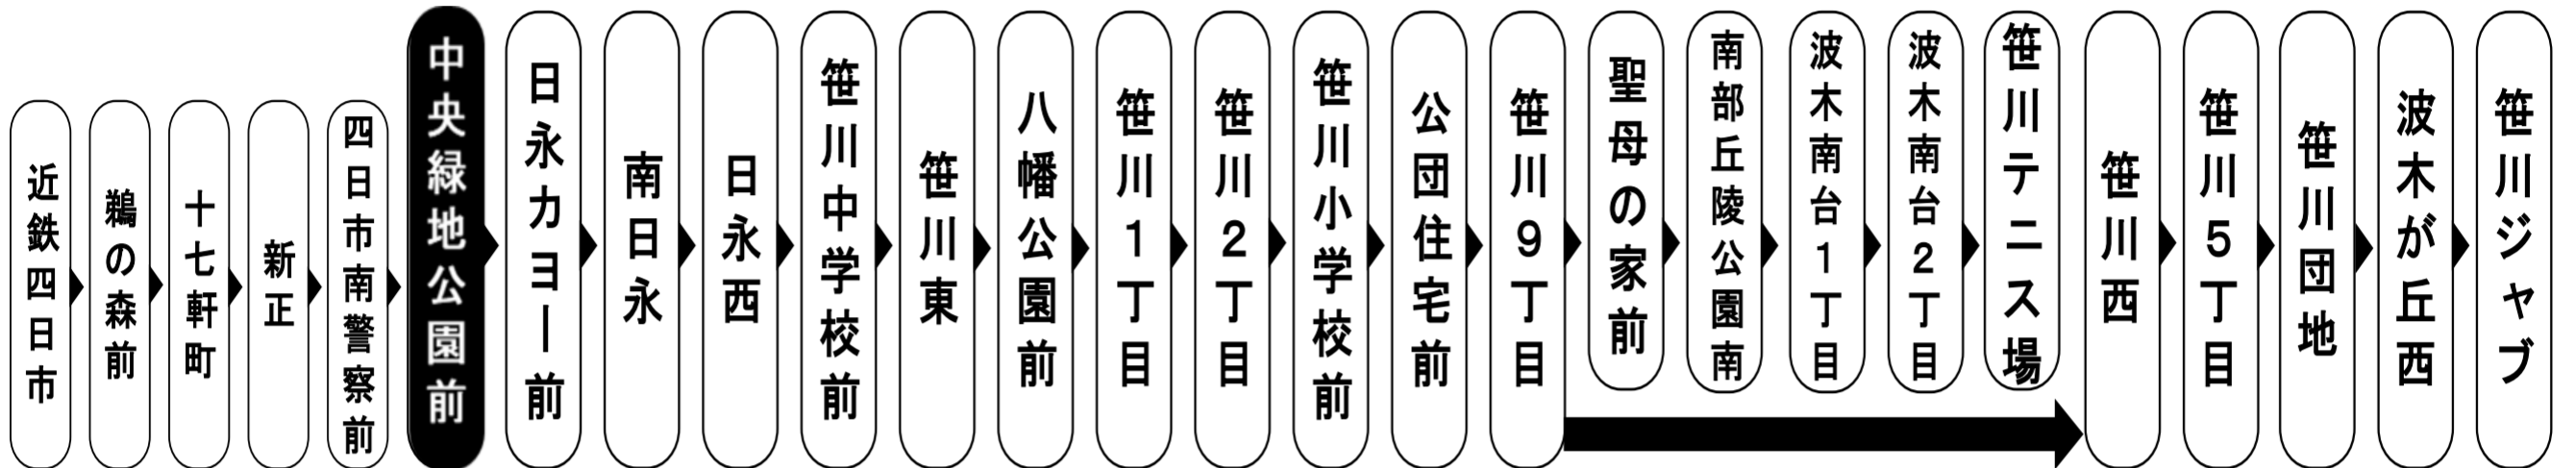 近鉄四日市
鵜の森前
十七軒町
新正
四日市南警察前
中央緑地公園前
日永カヨー前
南日永
日永西
笹川中学校前
笹川東
八幡公園前
笹川1丁目
笹川2丁目
笹川小学校前
公団住宅前
笹川9丁目
聖母の家前
南部丘陵公園南
波木南台1丁目
波木南台2丁目
笹川テニス場
笹川西
笹川5丁目
笹川団地
波木が丘西
笹川ジャブ